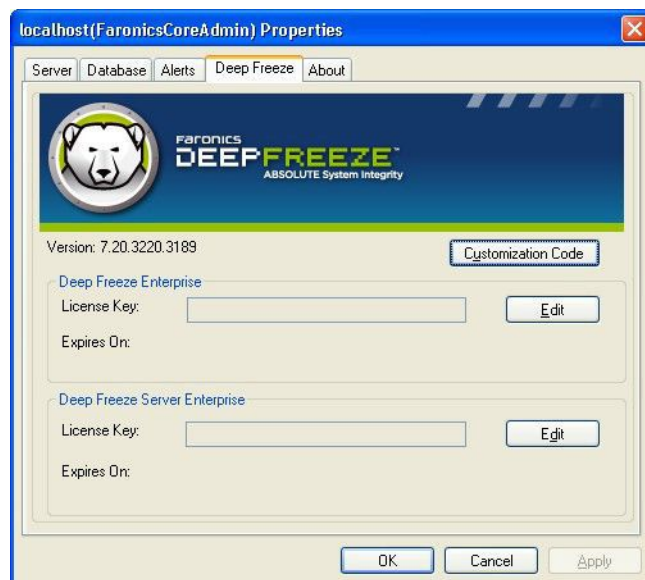 localhost(FaronicsCoreAdmin) Properties
Server Database Alerts Deep Freeze About
FARONICS
DEEPFREEZE™
ABSOLUTE System Integrity
Version: 7.20.3220.3189
Customization Code
Deep Freeze Enterprise
License Key:
Edit
Expires On:
Deep Freeze Server Enterprise
License Key:
Edit
Expires On:
OK Cancel Apply